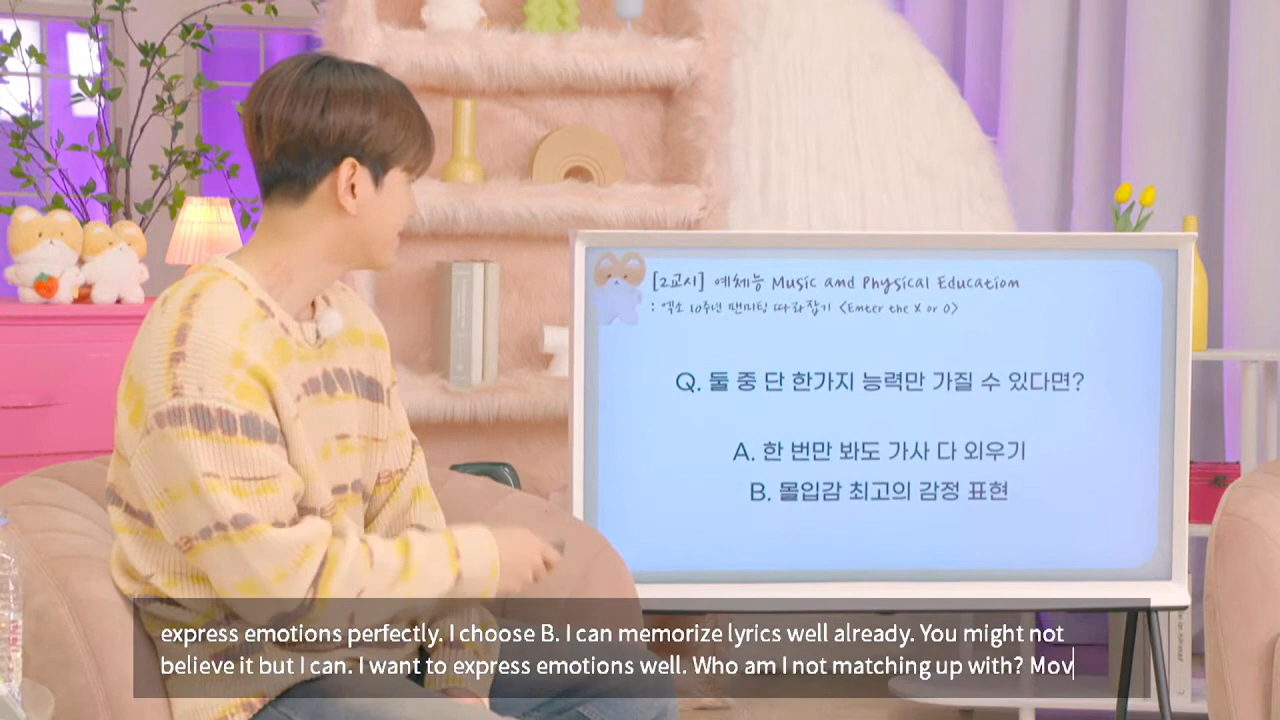 [2교시] 예체능 Music and Physical Education
: 엑소 10주년 팬미팅 따라잡기 <Enter the X or O>
Q. 둘 중 단 한가지 능력만 가질 수 있다면?
A. 한 번만 봐도 가사 다 외우기
B. 몰입감 최고의 감정 표현
express emotions perfectly. I choose B. I can memorize lyrics well already. You might not
believe it but I can. I want to express emotions well. Who am I not matching up with? Mov